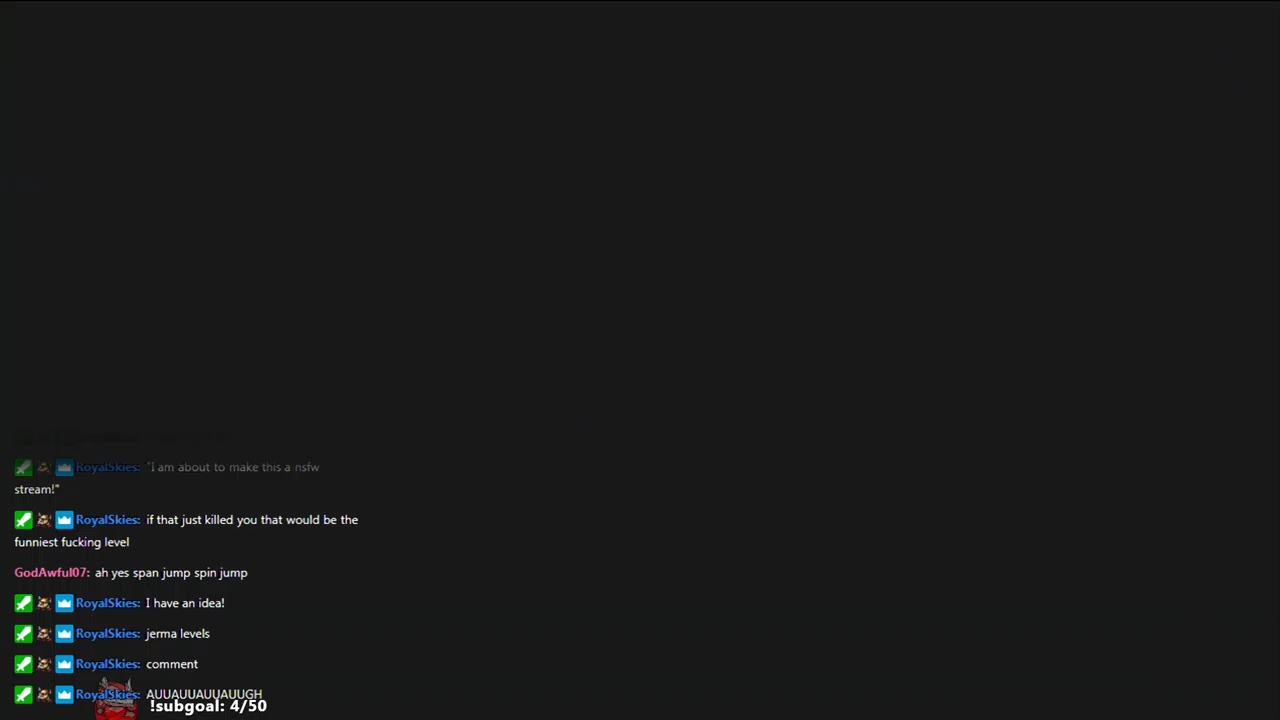 RoyalSkies: "I am about to make this a nsfw
stream!"
RoyalSkies: if that just killed you that would be the
funniest fucking level
GodAwful07: ah yes span jump spin jump
RoyalSkies: I have an idea!
RoyalSkies: jerma levels
RoyalSkies: comment
RoyalSkies: AUUAUUAUUAUUGH
!subgoal: 4/50